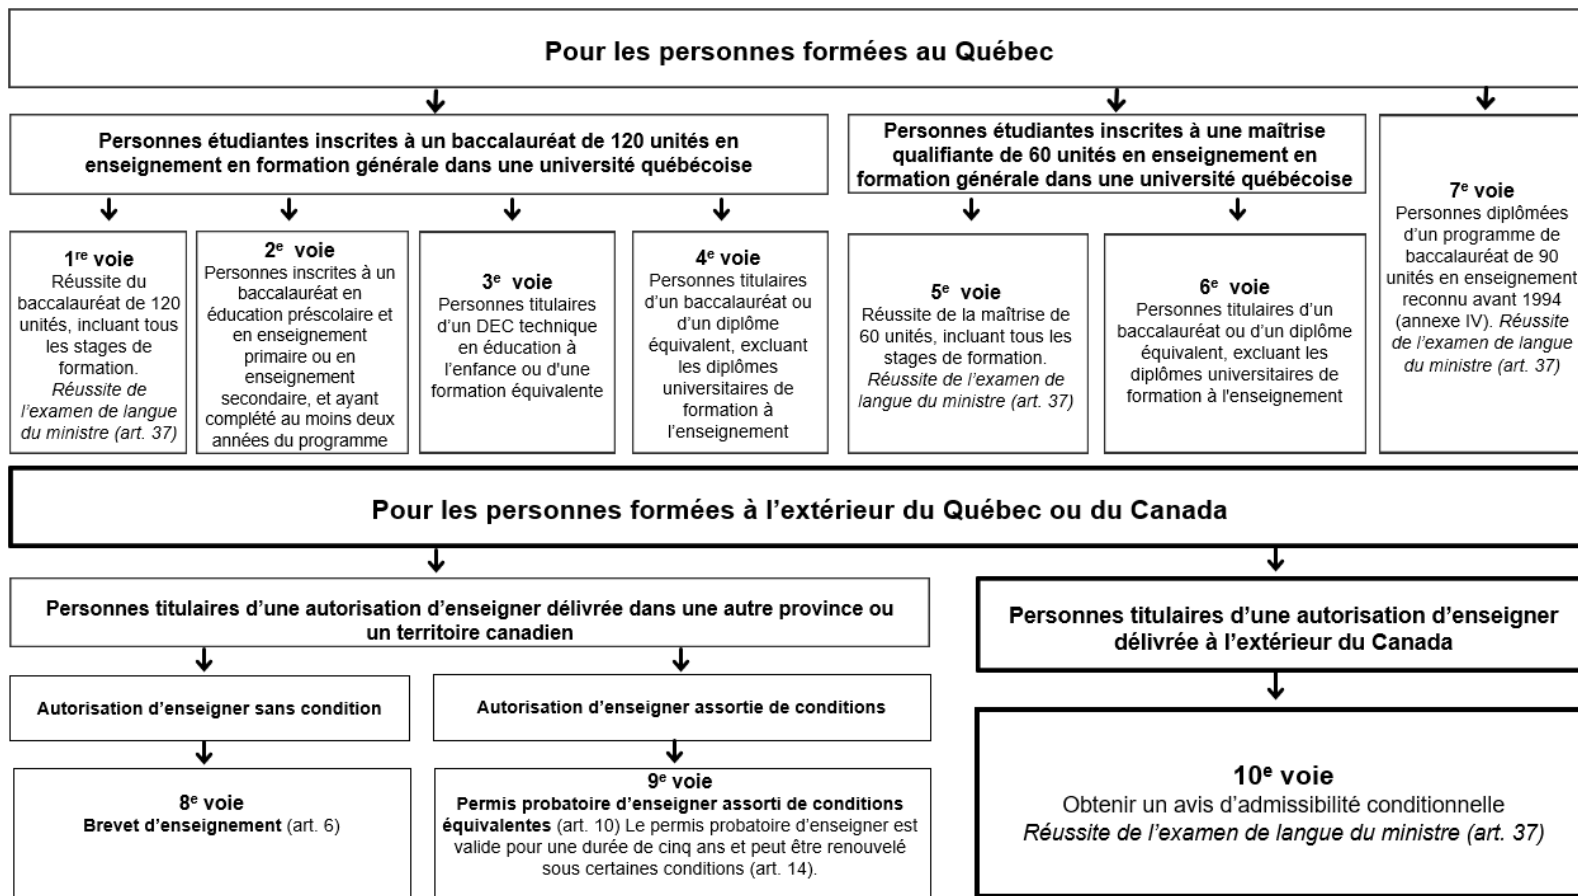 Pour les personnes formées au Québec
Personnes étudiantes inscrites à un baccalauréat de 120 unités en
enseignement en formation générale dans une université québécoise
Personnes étudiantes inscrites à une maîtrise
qualifiante de 60 unités en enseignement en
formation générale dans une université québécoise
1re voie
Réussite du
baccalauréat de 120
unités, incluant tous
les stages de
formation.
Réussite de
l’examen de langue
du ministre (art. 37)
2e voie
Personnes inscrites à un
baccalauréat en
éducation préscolaire et
en enseignement
primaire ou en
enseignement
secondaire, et ayant
complété au moins deux
années du programme
3e voie
Personnes titulaires
d’un DEC technique
en éducation à
l’enfance ou d'une
formation équivalente
4e voie
Personnes titulaires
d’un baccalauréat ou
d’un diplôme
équivalent, excluant
les diplômes
universitaires de
formation à
l’enseignement
5e voie
Réussite de la maîtrise de
60 unités, incluant tous les
stages de formation.
Réussite de l’examen de
langue du ministre (art. 37)
6e voie
Personnes titulaires d’un
baccalauréat ou d’un diplôme
équivalent, excluant les
diplômes universitaires de
formation à l'enseignement
7e voie
Personnes diplômées
d’un programme de
baccalauréat de 90
unités en enseignement
reconnu avant 1994
(annexe IV). Réussite
de l’examen de langue
du ministre (art. 37)
Pour les personnes formées à l’extérieur du Québec ou du Canada
Personnes titulaires d’une autorisation d’enseigner délivrée dans une autre province ou
un territoire canadien
Autorisation d’enseigner sans condition
8e voie
Brevet d’enseignement (art. 6)
Autorisation d’enseigner assortie de conditions
9e voie
Permis probatoire d’enseigner assorti de conditions
équivalentes (art. 10) Le permis probatoire d’enseigner est
valide pour une durée de cinq ans et peut être renouvelé
sous certaines conditions (art. 14).
Personnes titulaires d’une autorisation d’enseigner
délivrée à l’extérieur du Canada
10e voie
Obtenir un avis d’admissibilité conditionnelle
Réussite de l’examen de langue du ministre (art. 37)